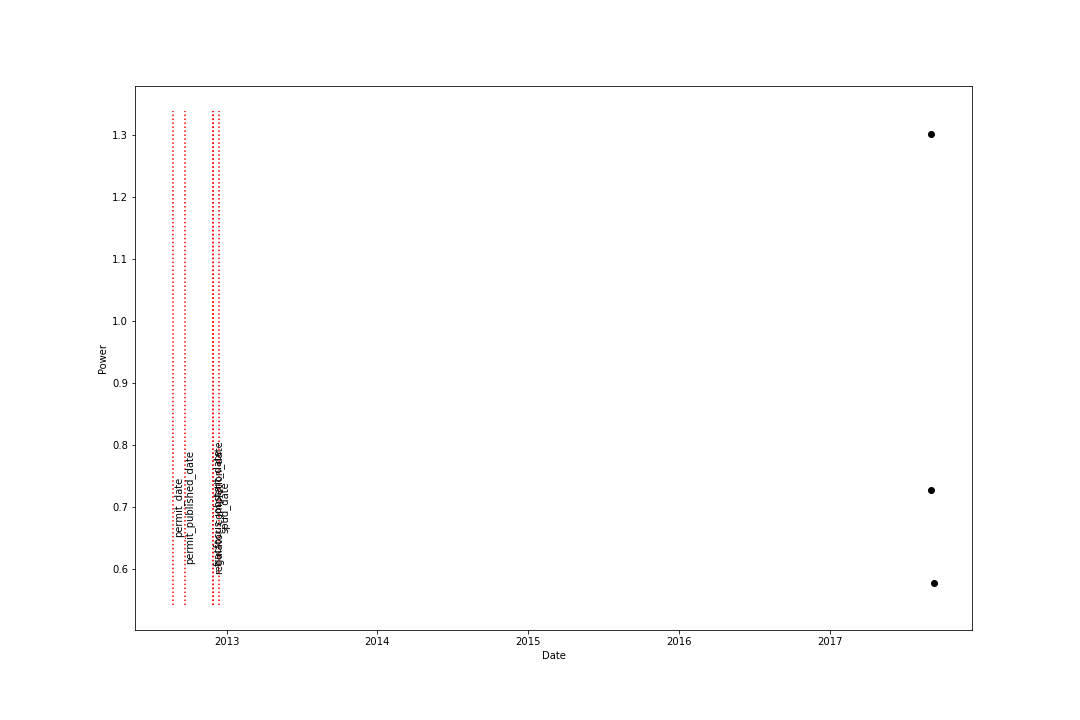 1.3
1.2
1.1
1.0
0.9
0.8
0.7
0.6
Power
permit_date
permit_published_date
spud_date
2013
2014
2015
2016
2017
Date